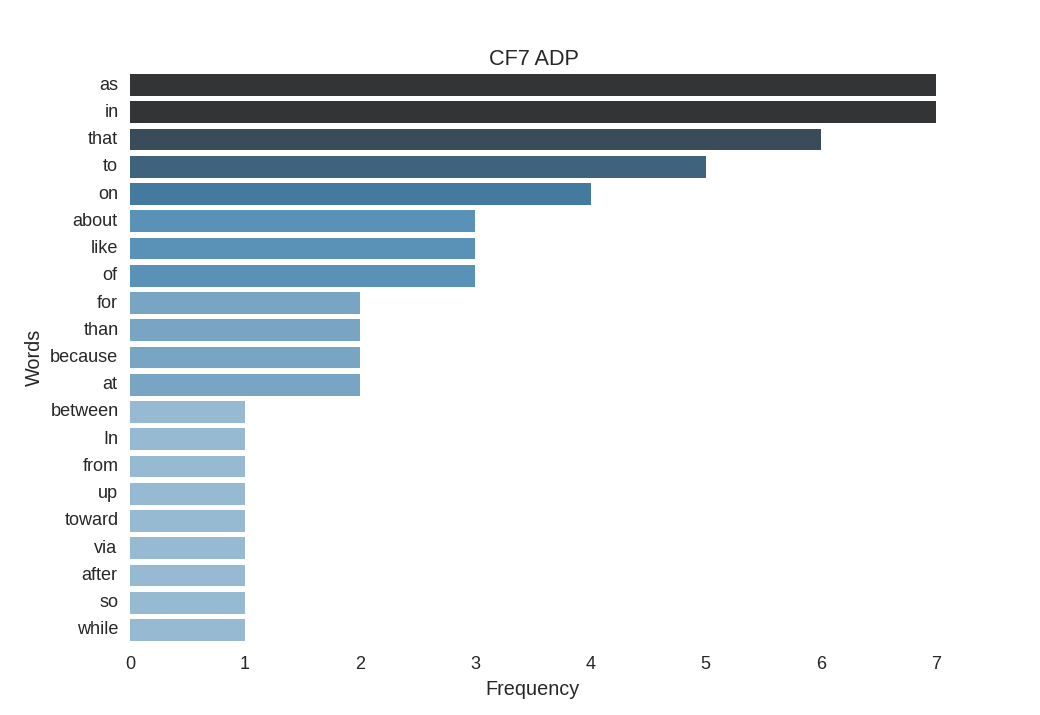 CF7 ADP
as
in
that
to
on
about
like
of
for
than
because
at
between
In
from
up
toward
via
after
so
while
Words
0 1 2 3 4 5 6 7
Frequency